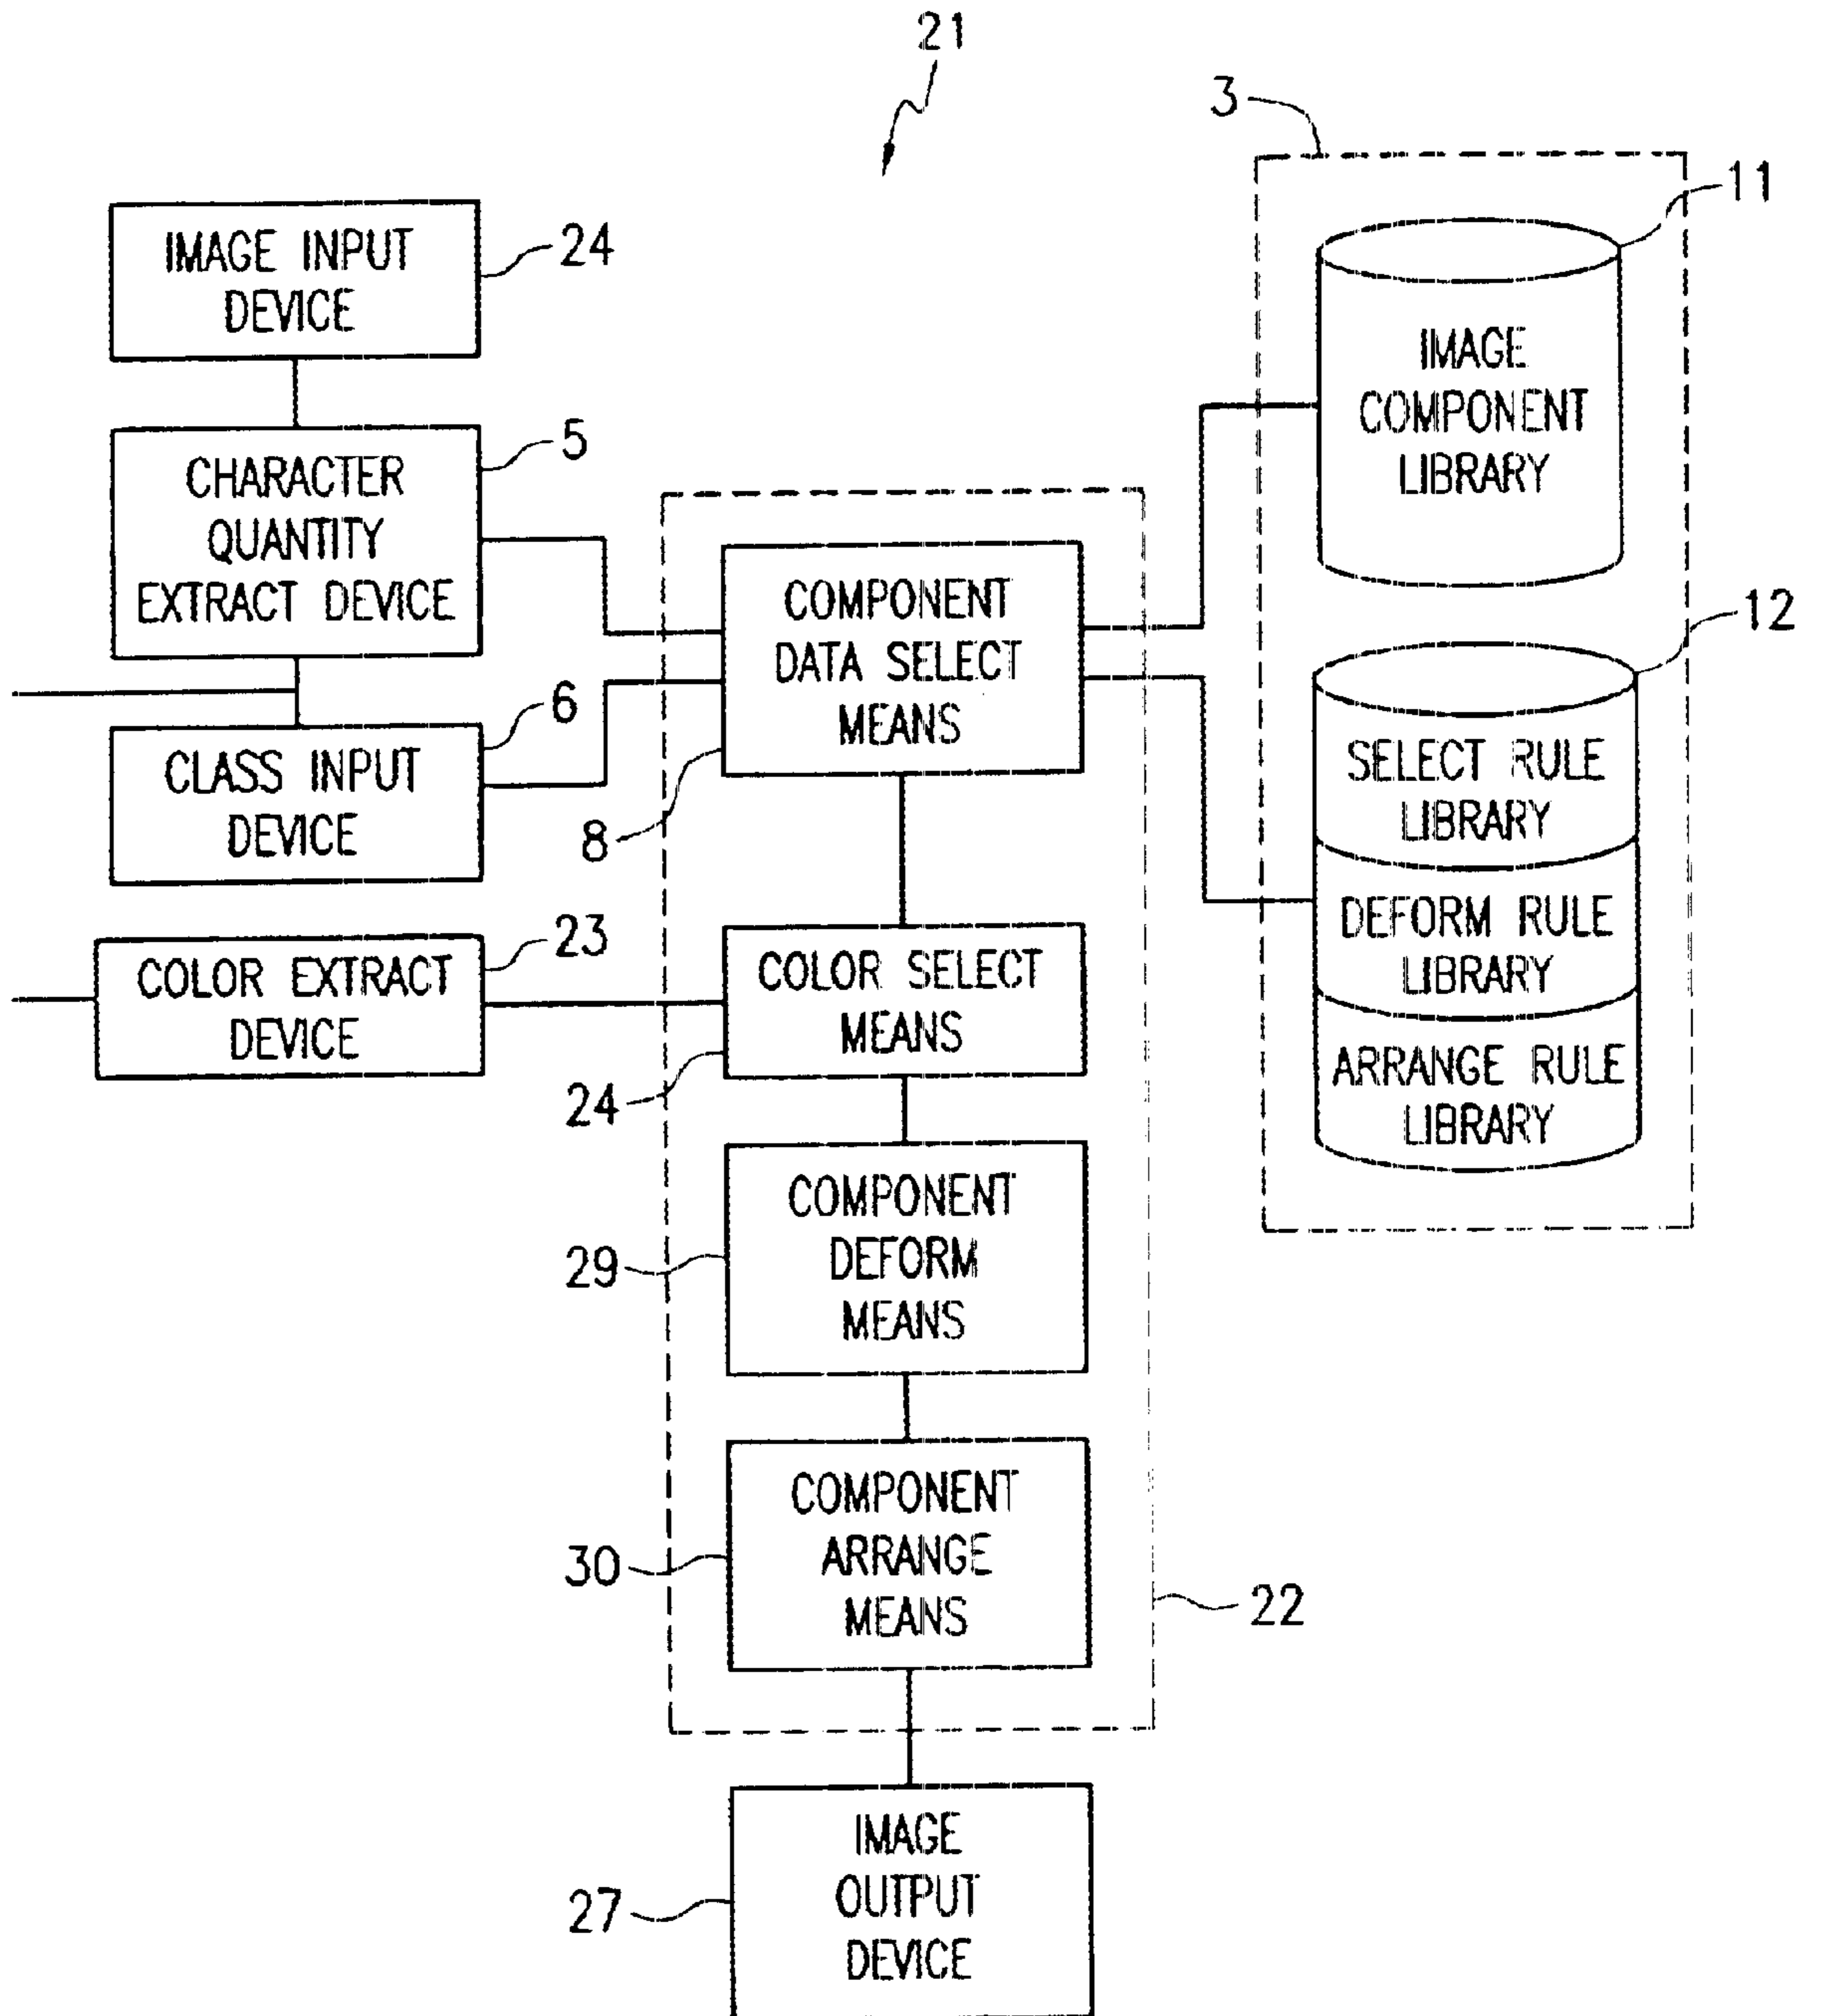 21
3
11
IMAGE INPUT
DEVICE
24
IMAGE
COMPONENT
LIBRARY
5
CHARACTER
QUANTITY
EXTRACT DEVICE
COMPONENT
DATA SELECT
MEANS
8
12
6
CLASS INPUT
DEVICE
SELECT RULE
LIBRARY
DEFORM RULE
LIBRARY
ARRANGE RULE
LIBRARY
23
COLOR EXTRACT
DEVICE
COLOR SELECT
MEANS
24
COMPONENT
DEFORM
MEANS
29
COMPONENT
ARRANGE
MEANS
30
22
IMAGE
OUTPUT
DEVICE
27